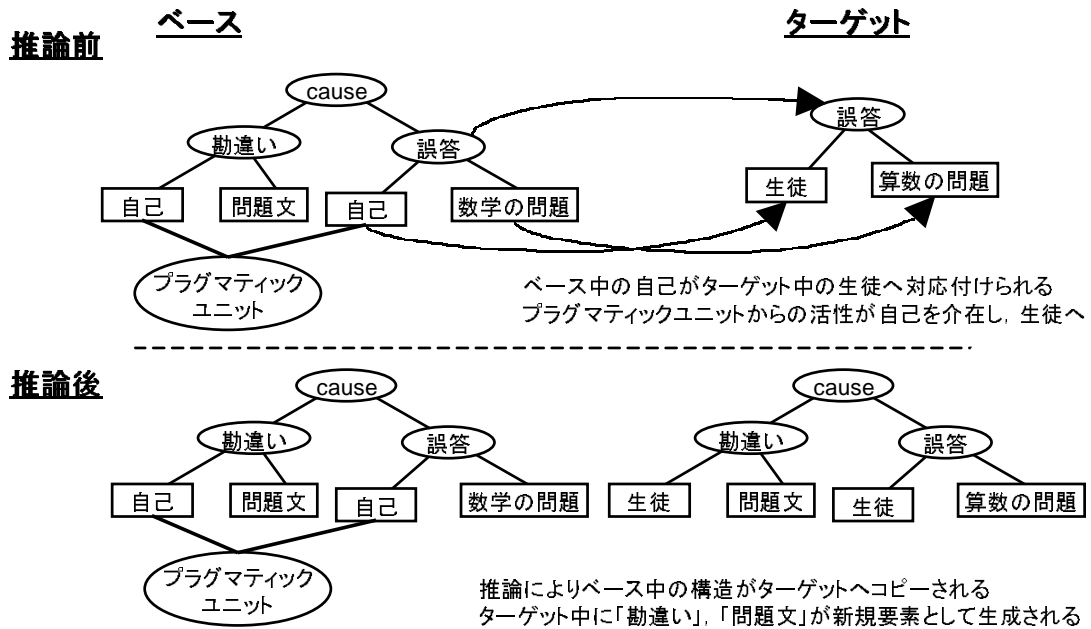 ベース
ターゲット
推論前
cause
勘違い
誤答
自己
問題文
自己
数学の問題
プラグマティック
ユニット
誤答
生徒
算数の問題
ベース中の自己がターゲット中の生徒へ対応付けられる
プラグマティックユニットからの活性が自己を介在し, 生徒へ
推論後
cause
勘違い
誤答
自己
問題文
自己
数学の問題
プラグマティック
ユニット
cause
勘違い
誤答
生徒
問題文
生徒
算数の問題
推論によりベース中の構造がターゲットへコピーされる
ターゲット中に「勘違い」, 「問題文」が新規要素として生成される